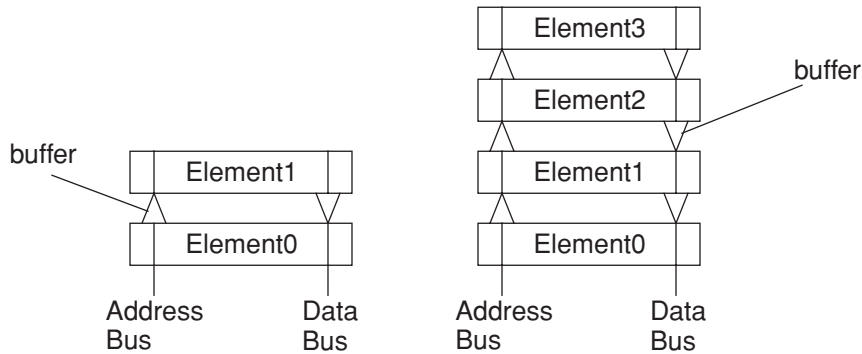 buffer
Element1
Element0
Address
Bus
Data
Bus
Element3
Element2
Element1
Element0
buffer
Address
Bus
Data
Bus